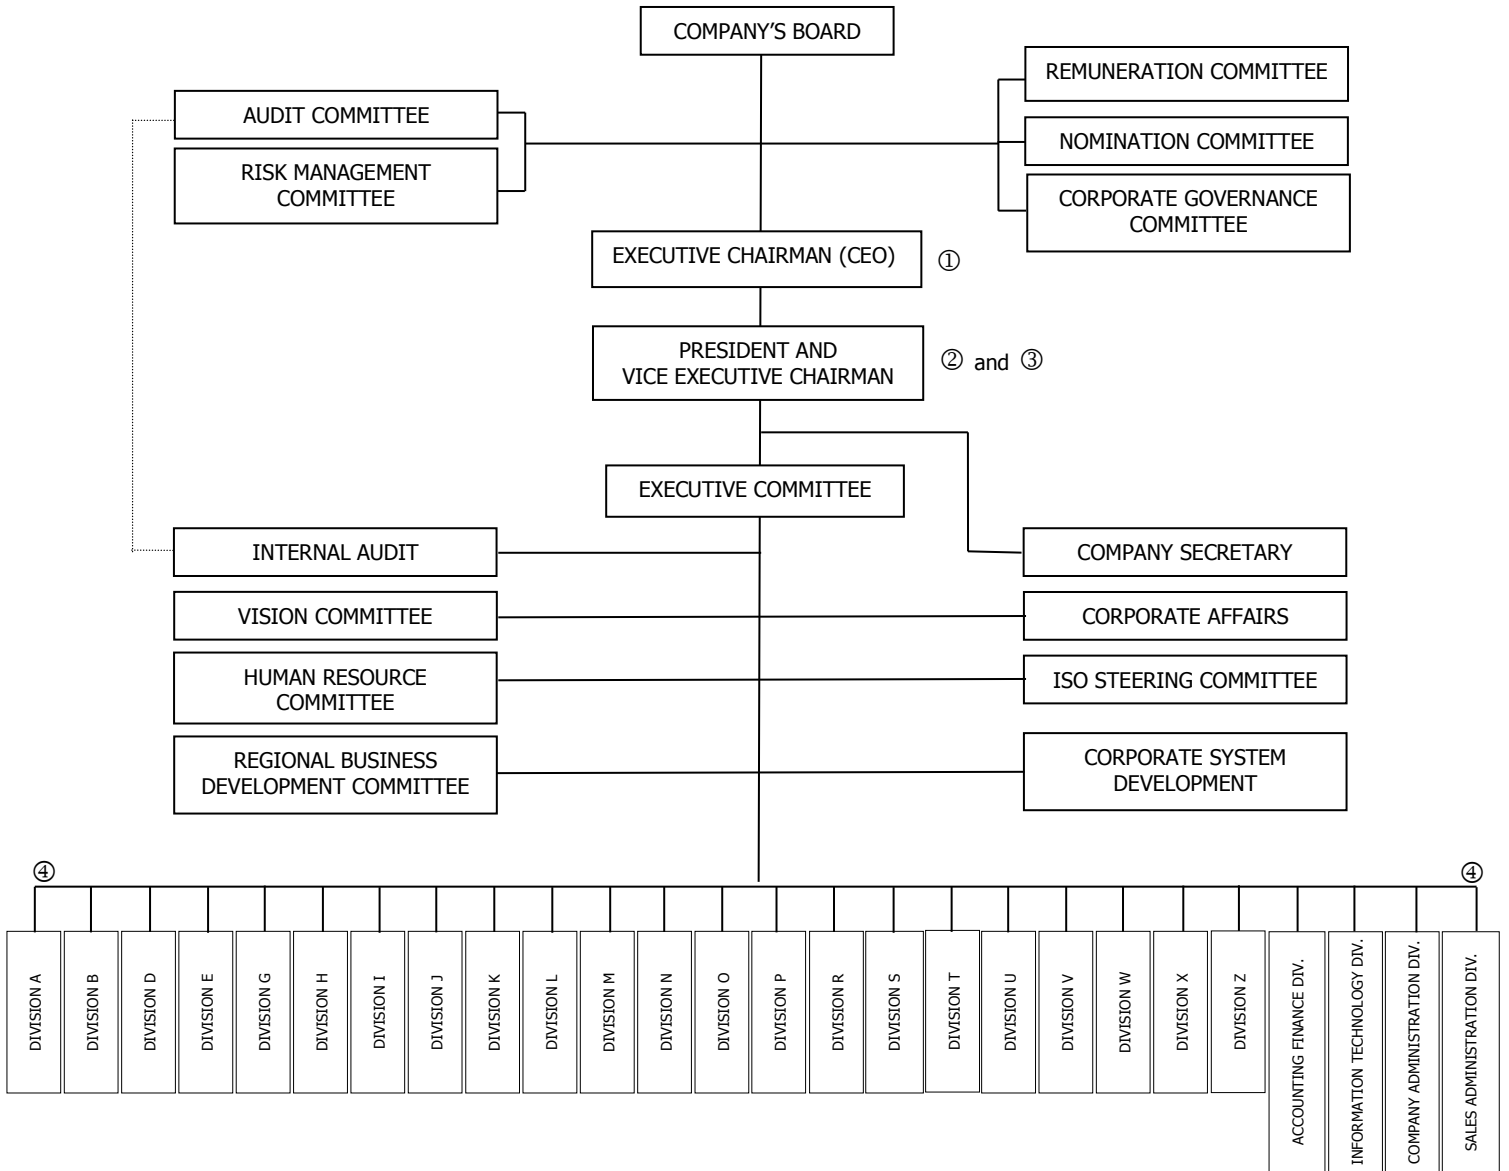 COMPANY’S BOARD
REMUNERATION COMMITTEE
AUDIT COMMITTEE
NOMINATION COMMITTEE
RISK MANAGEMENT
COMMITTEE
CORPORATE GOVERNANCE
COMMITTEE
EXECUTIVE CHAIRMAN (CEO)
①
PRESIDENT AND
VICE EXECUTIVE CHAIRMAN
② and ③
EXECUTIVE COMMITTEE
INTERNAL AUDIT
COMPANY SECRETARY
VISION COMMITTEE
CORPORATE AFFAIRS
HUMAN RESOURCE
COMMITTEE
ISO STEERING COMMITTEE
REGIONAL BUSINESS
DEVELOPMENT COMMITTEE
CORPORATE SYSTEM
DEVELOPMENT
④
④
DIVISION A
DIVISION B
DIVISION D
DIVISION E
DIVISION G
DIVISION H
DIVISION I
DIVISION J
DIVISION K
DIVISION L
DIVISION M
DIVISION N
DIVISION O
DIVISION P
DIVISION R
DIVISION S
DIVISION T
DIVISION U
DIVISION V
DIVISION W
DIVISION X
DIVISION Z
ACCOUNTING FINANCE DIV.
INFORMATION TECHNOLOGY DIV.
COMPANY ADMINISTRATION DIV.
SALES ADMINISTRATION DIV.